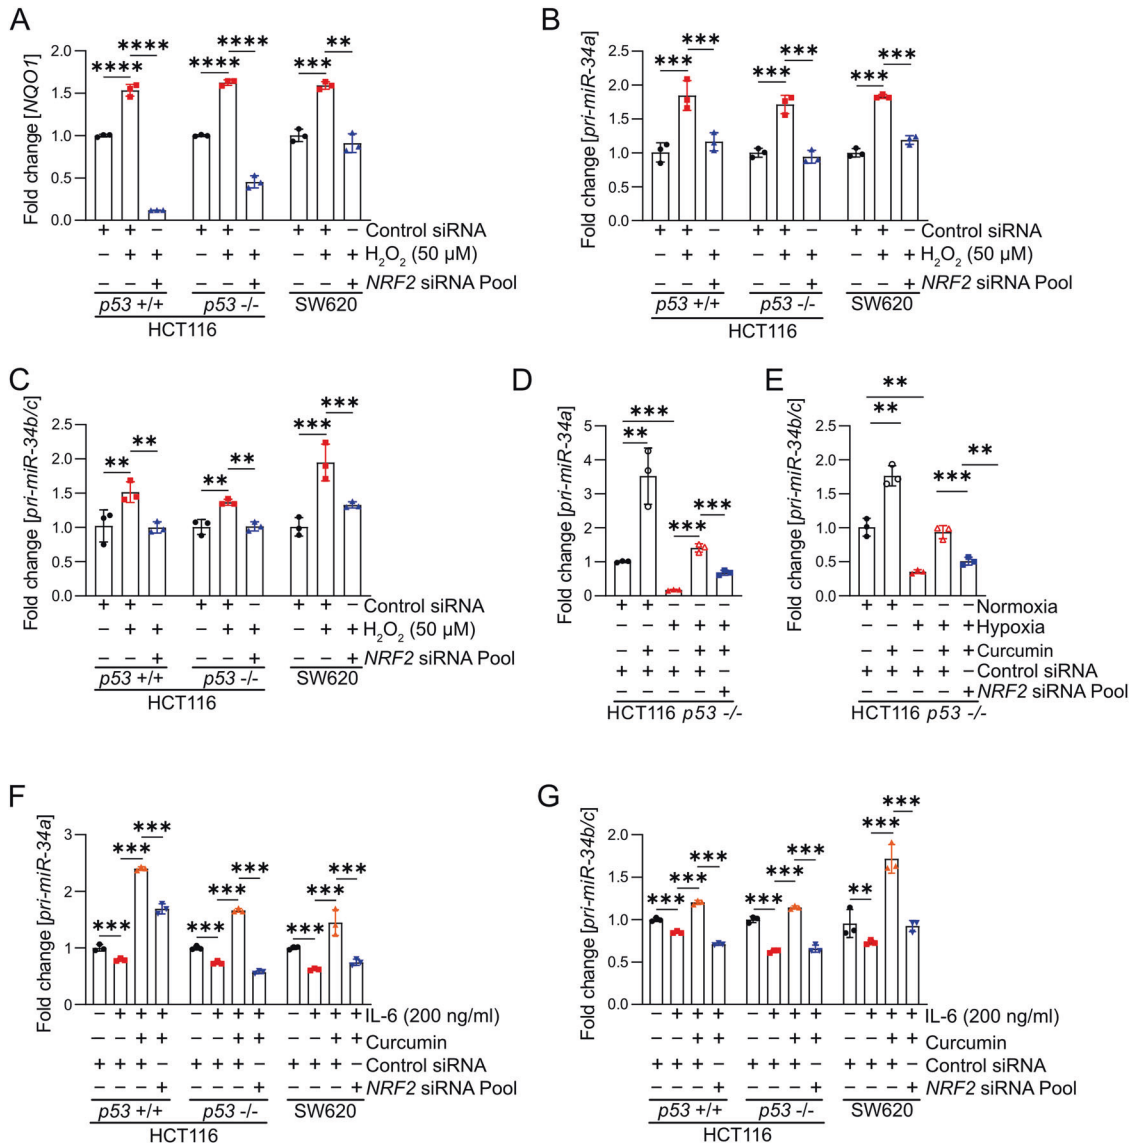 A
Fold change [NQO1]
2.0
1.5
1.0
0.5
0.0
**** **** **** **** *** **
+ + − + + − + + − Control siRNA
− + + − + + − + + H2O2 (50 µM)
− − + − − + − − + NRF2 siRNA Pool
p53 +/+ p53 -/- SW620
HCT116
B
Fold change [pri-miR-34a]
2.5
2.0
1.5
1.0
0.5
0.0
*** *** *** *** *** ***
+ + − + + − + + − Control siRNA
− + + − + + − + + H2O2 (50 µM)
− − + − − + − − + NRF2 siRNA Pool
p53 +/+ p53 -/- SW620
HCT116
C
Fold change [pri-miR-34b/c]
2.5
2.0
1.5
1.0
0.5
0.0
** ** ** ** *** ***
+ + − + + − + + − Control siRNA
− + + − + + − + + H2O2 (50 µM)
− − + − − + − − + NRF2 siRNA Pool
p53 +/+ p53 -/- SW620
HCT116
D
Fold change [pri-miR-34a]
5
4
3
2
1
0
*** ** *** ***
+ + − − −
− − + + +
− + − + +
+ + + + −
− − − − +
HCT116 p53 -/-
E
Fold change [pri-miR-34b/c]
2.5
2.0
1.5
1.0
0.5
0.0
** ** *** **
+ + − − − Normoxia
− − + + + Hypoxia
− + − + + Curcumin
+ + + + − Control siRNA
− − − − + NRF2 siRNA Pool
HCT116 p53 -/-
F
Fold change [pri-miR-34a]
3
2
1
0
*** *** *** *** *** *** *** *** ***
− + + + − + + + − + + + IL-6 (200 ng/ml)
− − + + − − + + − − + + Curcumin
+ + + − + + + − + + + − Control siRNA
− − − + − − − + − − − + NRF2 siRNA Pool
p53 +/+ p53 -/- SW620
HCT116
G
Fold change [pri-miR-34b/c]
2.0
1.5
1.0
0.5
0.0
*** *** *** *** *** *** ** *** ***
− + + + − + + + − + + + IL-6 (200 ng/ml)
− − + + − − + + − − + + Curcumin
+ + + − + + + − + + + − Control siRNA
− − − + − − − + − − − + NRF2 siRNA Pool
p53 +/+ p53 -/- SW620
HCT116